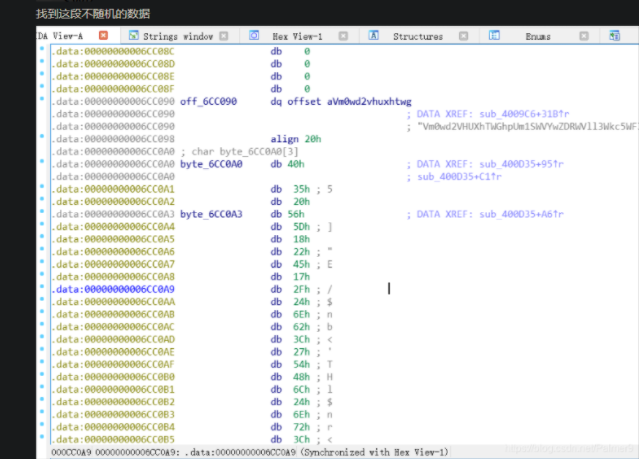 找到这段不随机的数据
IDA View-A Strings window Hex View-1 Structures Enums
.data:00000000006CC08C db 0
.data:00000000006CC08D db 0
.data:00000000006CC08E db 0
.data:00000000006CC08F db 0
.data:00000000006CC090 off_6CC090 dq offset aVm0wd2vhuxhtwg
.data:00000000006CC090 ; DATA XREF: sub_4009C6+31B↑r
.data:00000000006CC090 ; "Vm0wd2VHUXhTWGhpUm1SWVYwZDRWVll3Wkc5WF
.data:00000000006CC098 align 20h
.data:00000000006CC0A0 ; char byte_6CC0A0[3]
.data:00000000006CC0A0 byte_6CC0A0 db 40h ; DATA XREF: sub_400D35+95↑r
.data:00000000006CC0A0 ; sub_400D35+C1↑r
.data:00000000006CC0A1 db 35h ; 5
.data:00000000006CC0A2 db 20h
.data:00000000006CC0A3 byte_6CC0A3 db 56h ; DATA XREF: sub_400D35+A6↑r
.data:00000000006CC0A4 db 5Dh ; ]
.data:00000000006CC0A5 db 18h
.data:00000000006CC0A6 db 22h ; "
.data:00000000006CC0A7 db 45h ; E
.data:00000000006CC0A8 db 17h
.data:00000000006CC0A9 db 2Fh ; /
.data:00000000006CC0AA db 24h ; $
.data:00000000006CC0AB db 6Eh ; n
.data:00000000006CC0AC db 62h ; b
.data:00000000006CC0AD db 3Ch ; <
.data:00000000006CC0AE db 27h ; '
.data:00000000006CC0AF db 54h ; T
.data:00000000006CC0B0 db 48h ; H
.data:00000000006CC0B1 db 6Ch ; l
.data:00000000006CC0B2 db 24h ; $
.data:00000000006CC0B3 db 6Eh ; n
.data:00000000006CC0B4 db 72h ; r
.data:00000000006CC0B5 db 3Ch ; <
000CC0A9 00000000006CC0A9: .data:00000000006CC0A9 (Synchronized with Hex View-1)